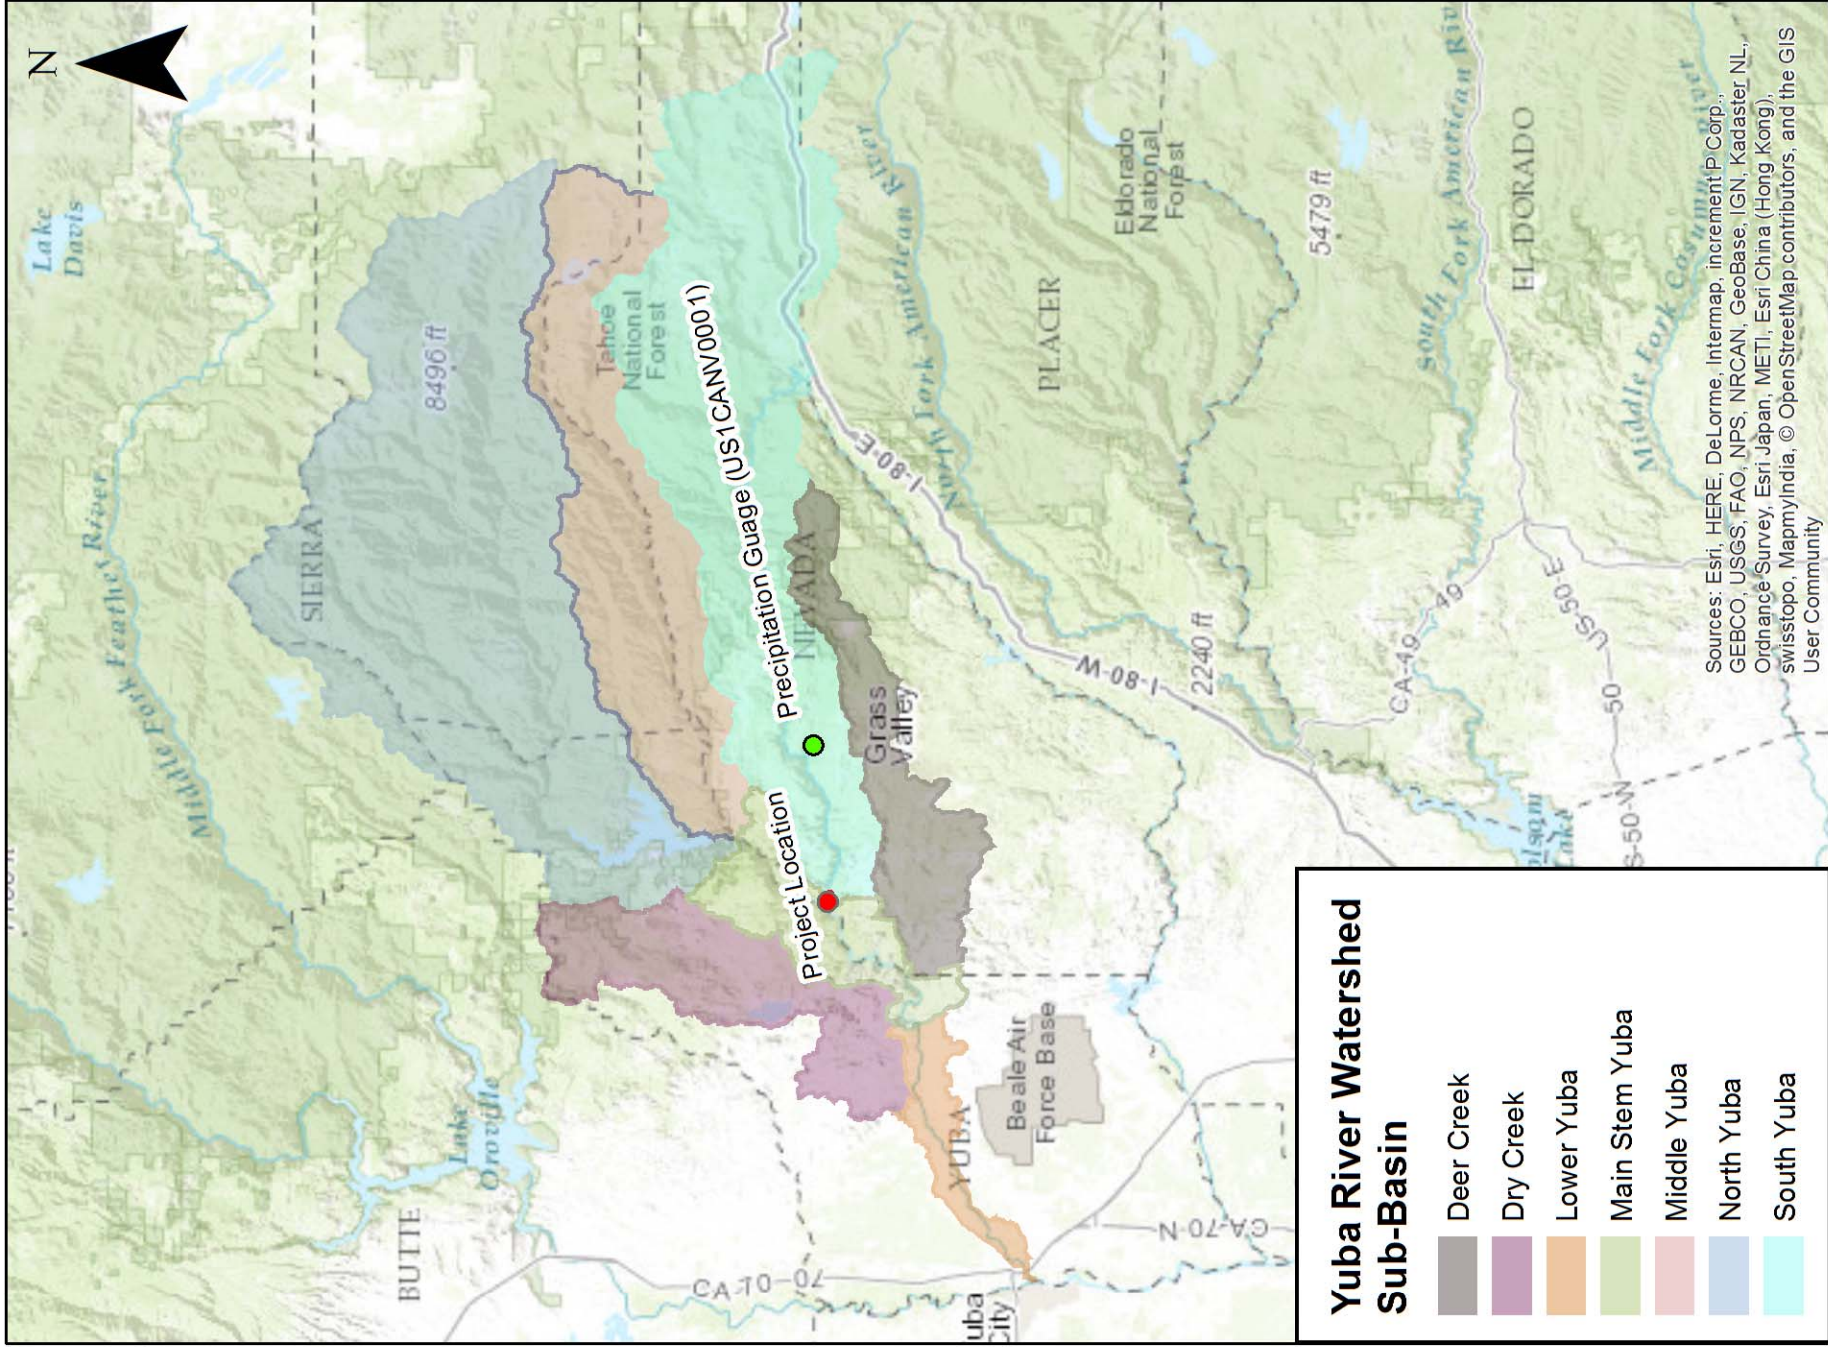 N
Lake
Davis
Middle Fork Feather River
8496 ft
SIERRA
Tahoe
National
Forest
Precipitation Guage (US1CANV0001)
NEVADA
Project Location
Grass
Valley
I-80-E
I-80-W
North Fork American River
PLACER
Eldorado
National
Forest
5479 ft
2240 ft
South Fork American Riv
EL DORADO
Middle Fork Cosumnes River
CA-49
49
US-50-E
50
S-50-W
olsom
Lake
Lake
Oroville
BUTTE
YUBA
Beale Air
Force Base
CA-70-N
70
uba
City
Yuba River Watershed
Sub-Basin
Deer Creek
Dry Creek
Lower Yuba
Main Stem Yuba
Middle Yuba
North Yuba
South Yuba
Sources: Esri, HERE, DeLorme, Intermap, increment P Corp.,
GEBCO, USGS, FAO, NPS, NRCAN, GeoBase, IGN, Kadaster NL,
Ordnance Survey, Esri Japan, METI, Esri China (Hong Kong),
swisstopo, MapmyIndia, © OpenStreetMap contributors, and the GIS
User Community